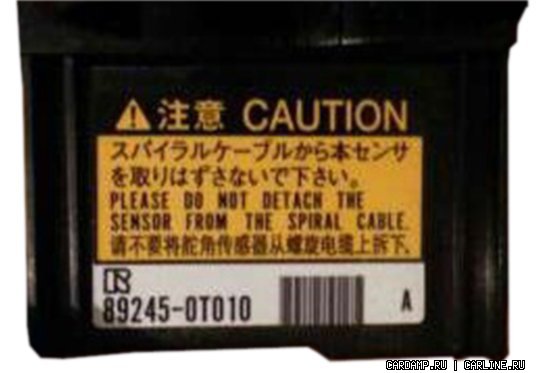 注意 CAUTION
スパイラルケーブルから本センサ
を取りはずさないで下さい。
PLEASE DO NOT DETACH THE
SENSOR FROM THE SPIRAL CABLE
请不要将舵角传感器从螺旋电缆上拆下.
89245-0T010
A
CARDAMP.RU | CARLINE.RU